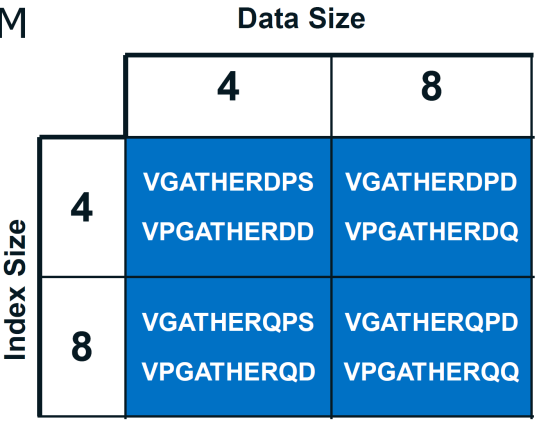 M
Data Size
4 8
Index Size
4
VGATHERDPS VGATHERDPD
VPGATHERDD VPGATHERDQ
8
VGATHERQPS VGATHERQPD
VPGATHERQD VPGATHERQQ